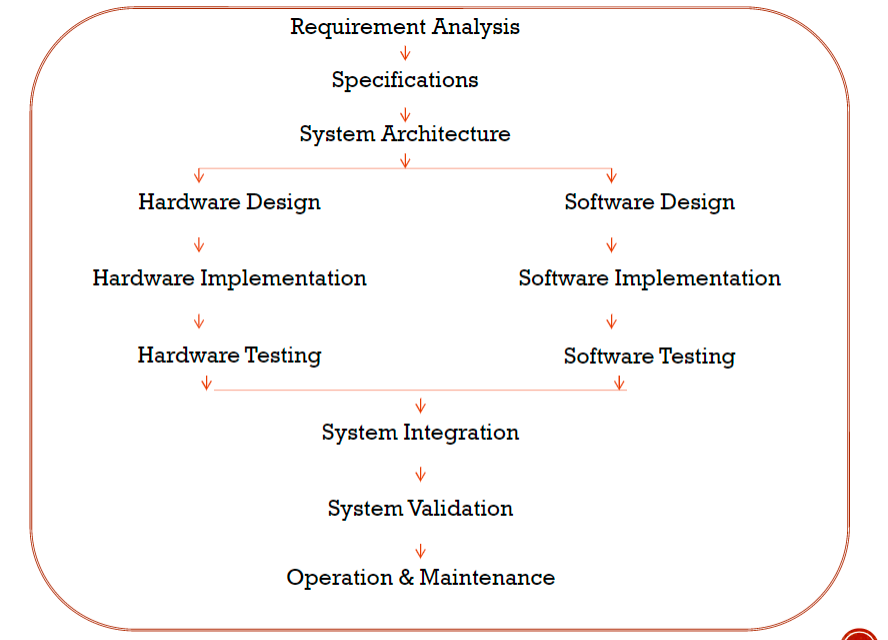 Requirement Analysis
Specifications
System Architecture
Hardware Design
Software Design
Hardware Implementation
Software Implementation
Hardware Testing
Software Testing
System Integration
System Validation
Operation & Maintenance